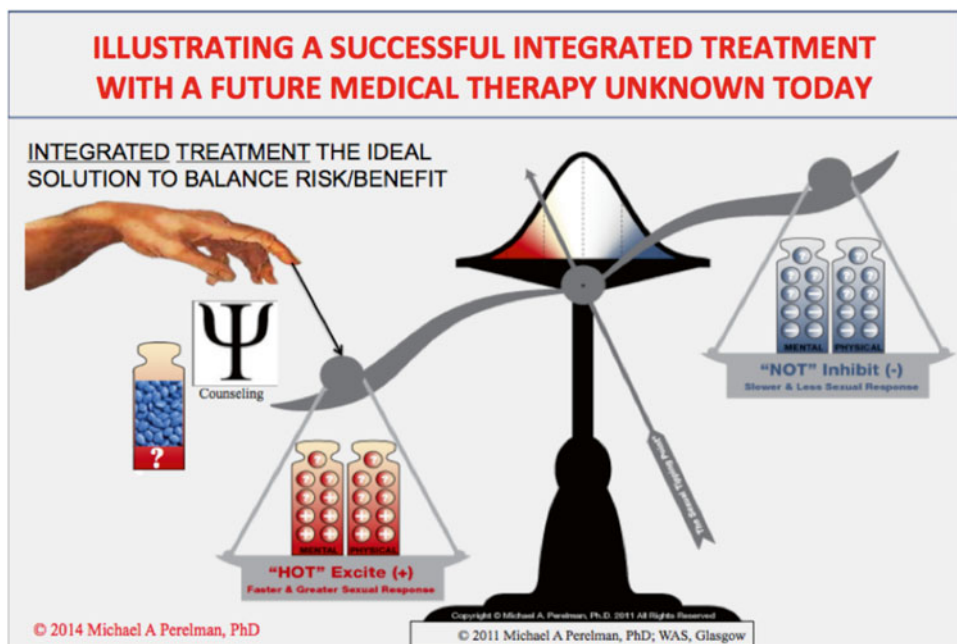 ILLUSTRATING A SUCCESSFUL INTEGRATED TREATMENT
WITH A FUTURE MEDICAL THERAPY UNKNOWN TODAY
INTEGRATED TREATMENT THE IDEAL
SOLUTION TO BALANCE RISK/BENEFIT
Ψ
Counseling
?
MENTAL PHYSICAL
"NOT" Inhibit (-)
Slower & Less Sexual Response
The Sexual Tipping Point
MENTAL PHYSICAL
"HOT" Excite (+)
Faster & Greater Sexual Response
Copyright © Michael A. Perelman, Ph.D. 2011 All Rights Reserved
© 2014 Michael A Perelman, PhD
© 2011 Michael A Perelman, PhD; WAS, Glasgow